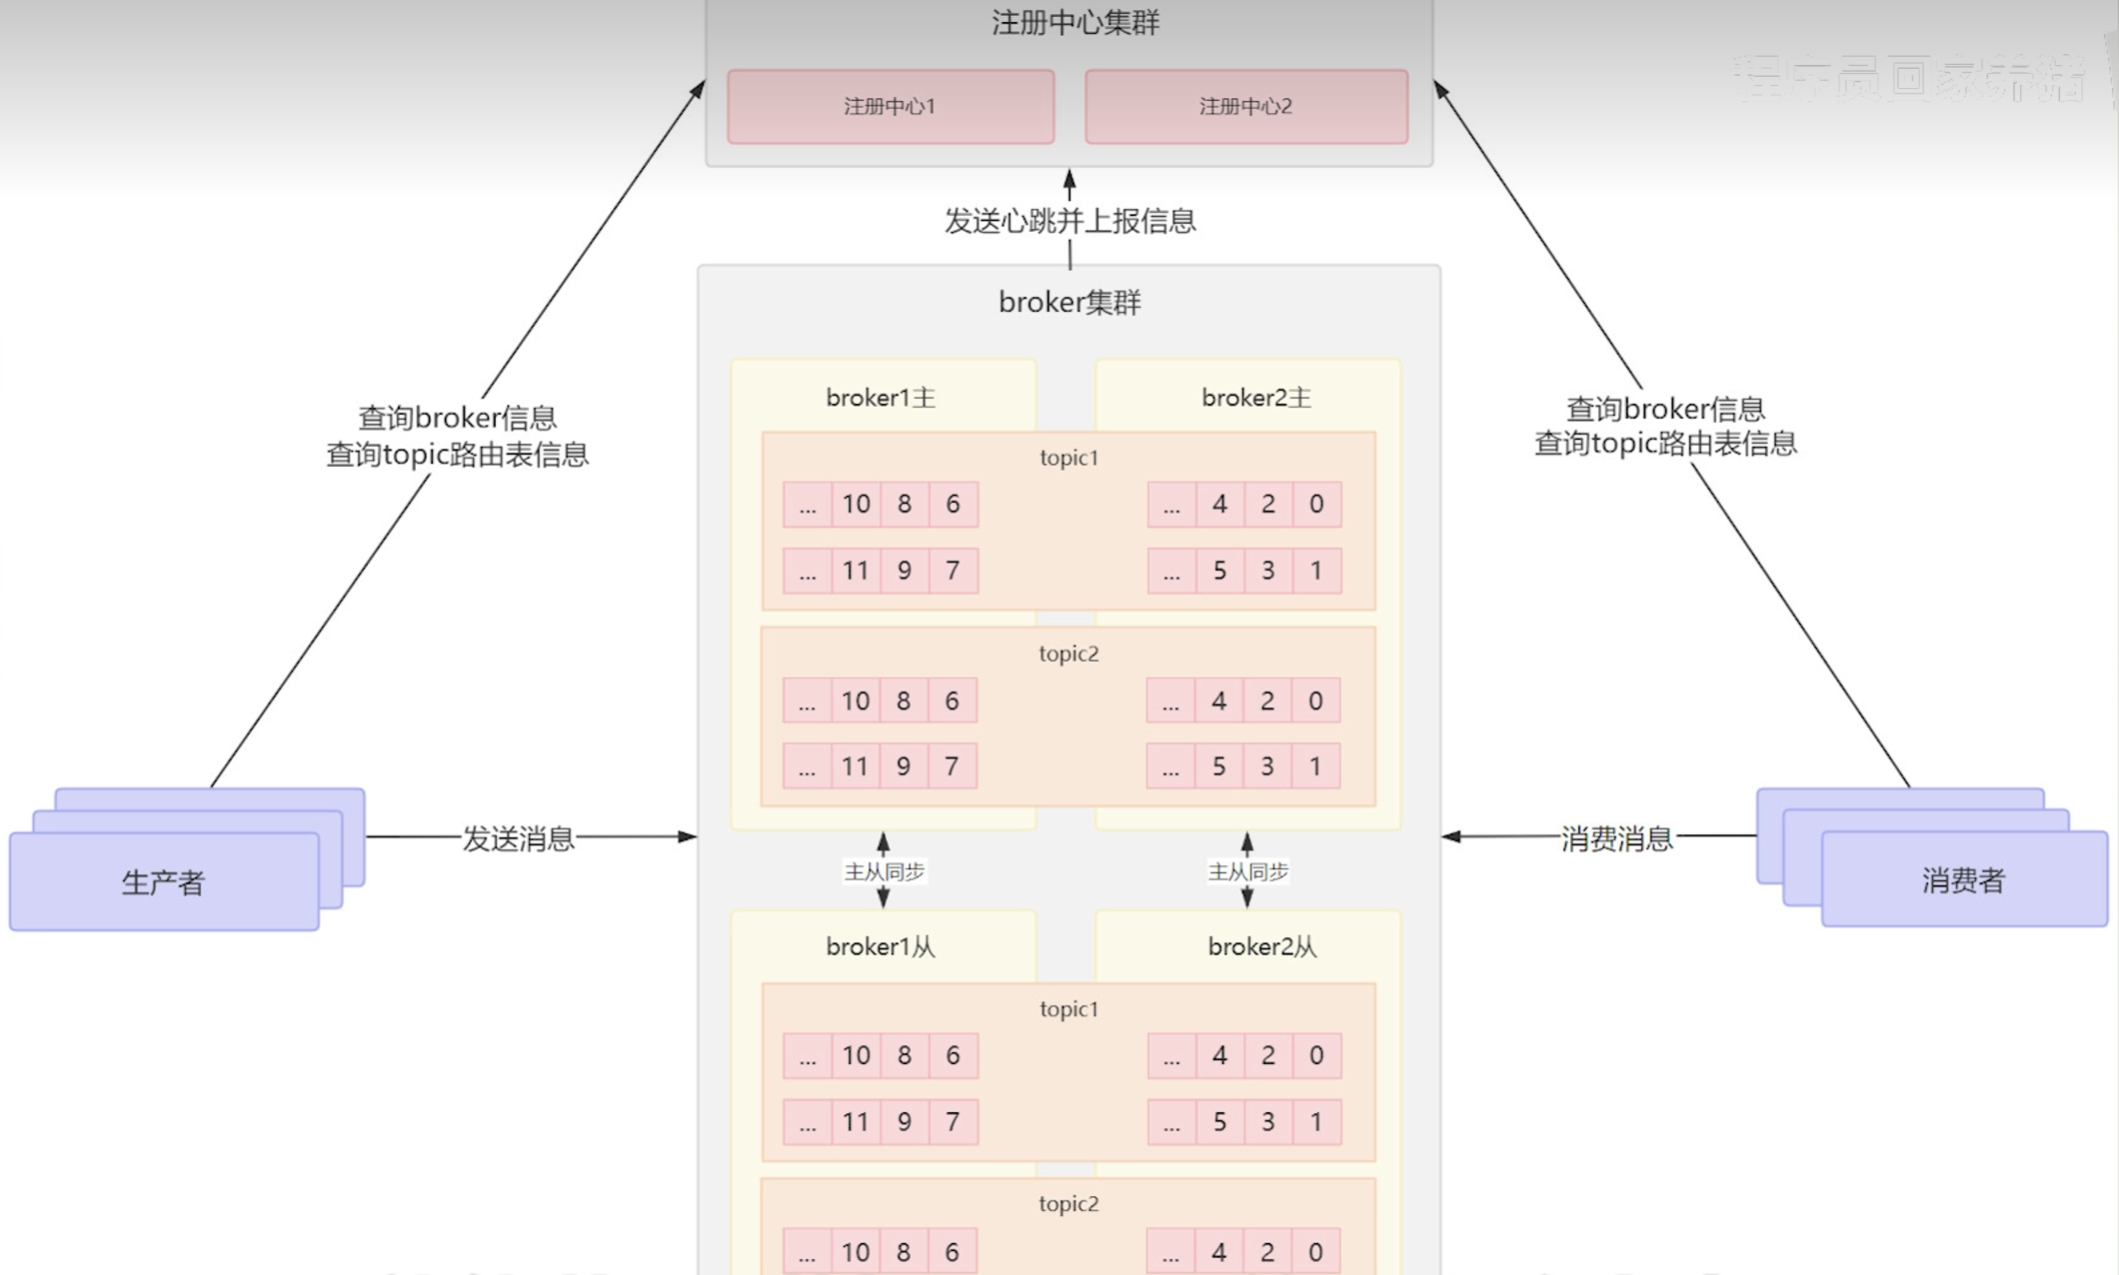 注册中心集群
程序员回家养猪
注册中心1
注册中心2
发送心跳并上报信息
broker集群
broker1主
broker2主
查询broker信息
查询topic路由表信息
查询broker信息
查询topic路由表信息
topic1
... 10 8 6
... 4 2 0
... 11 9 7
... 5 3 1
topic2
... 10 8 6
... 4 2 0
... 11 9 7
... 5 3 1
发送消息
消费消息
生产者
主从同步
主从同步
消费者
broker1从
broker2从
topic1
... 10 8 6
... 4 2 0
... 11 9 7
... 5 3 1
topic2
... 10 8 6
... 4 2 0